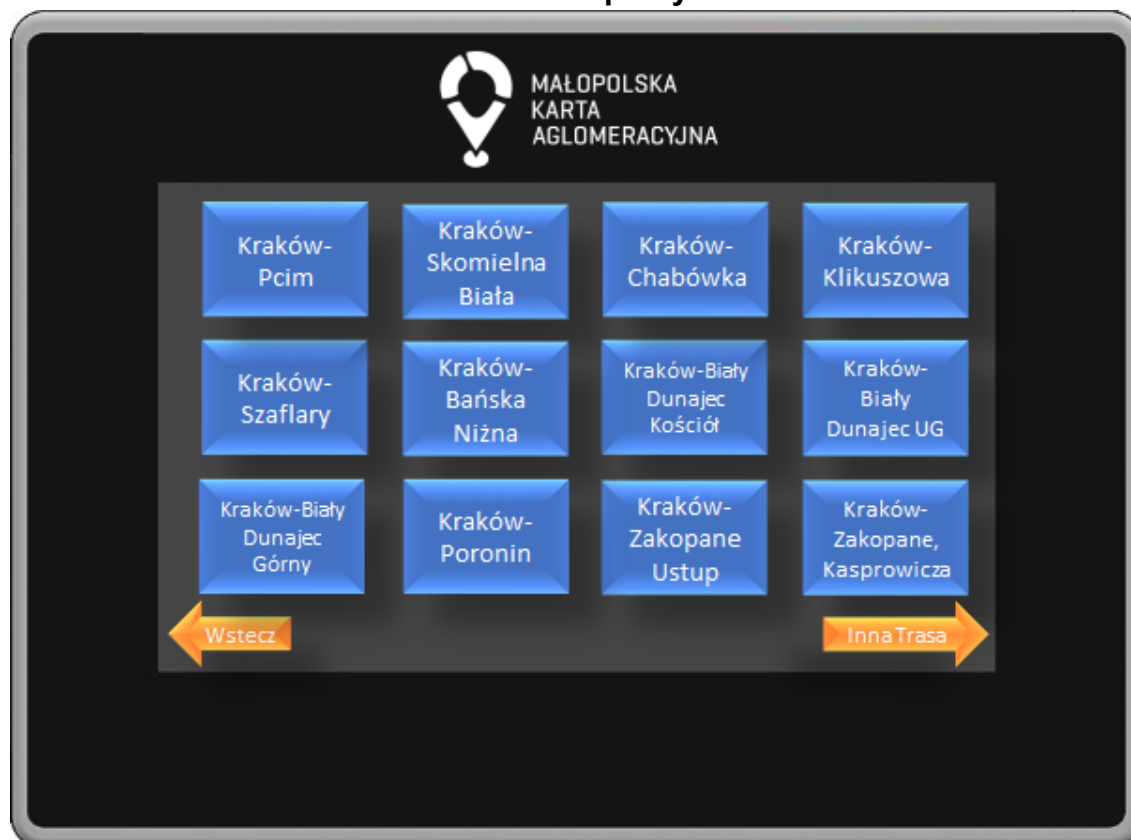 MAŁOPOLSKA
KARTA
AGLOMERACYJNA
Kraków-
Pcim
Kraków-
Skomielna
Biała
Kraków-
Chabówka
Kraków-
Klikuszowa
Kraków-
Szaflary
Kraków-
Bańska
Niżna
Kraków-Biały
Dunajec
Kościół
Kraków-
Biały
Dunajec UG
Kraków-Biały
Dunajec
Górny
Kraków-
Poronin
Kraków-
Zakopane
Ustup
Kraków-
Zakopane,
Kasprowicza
Wstecz
Inna Trasa